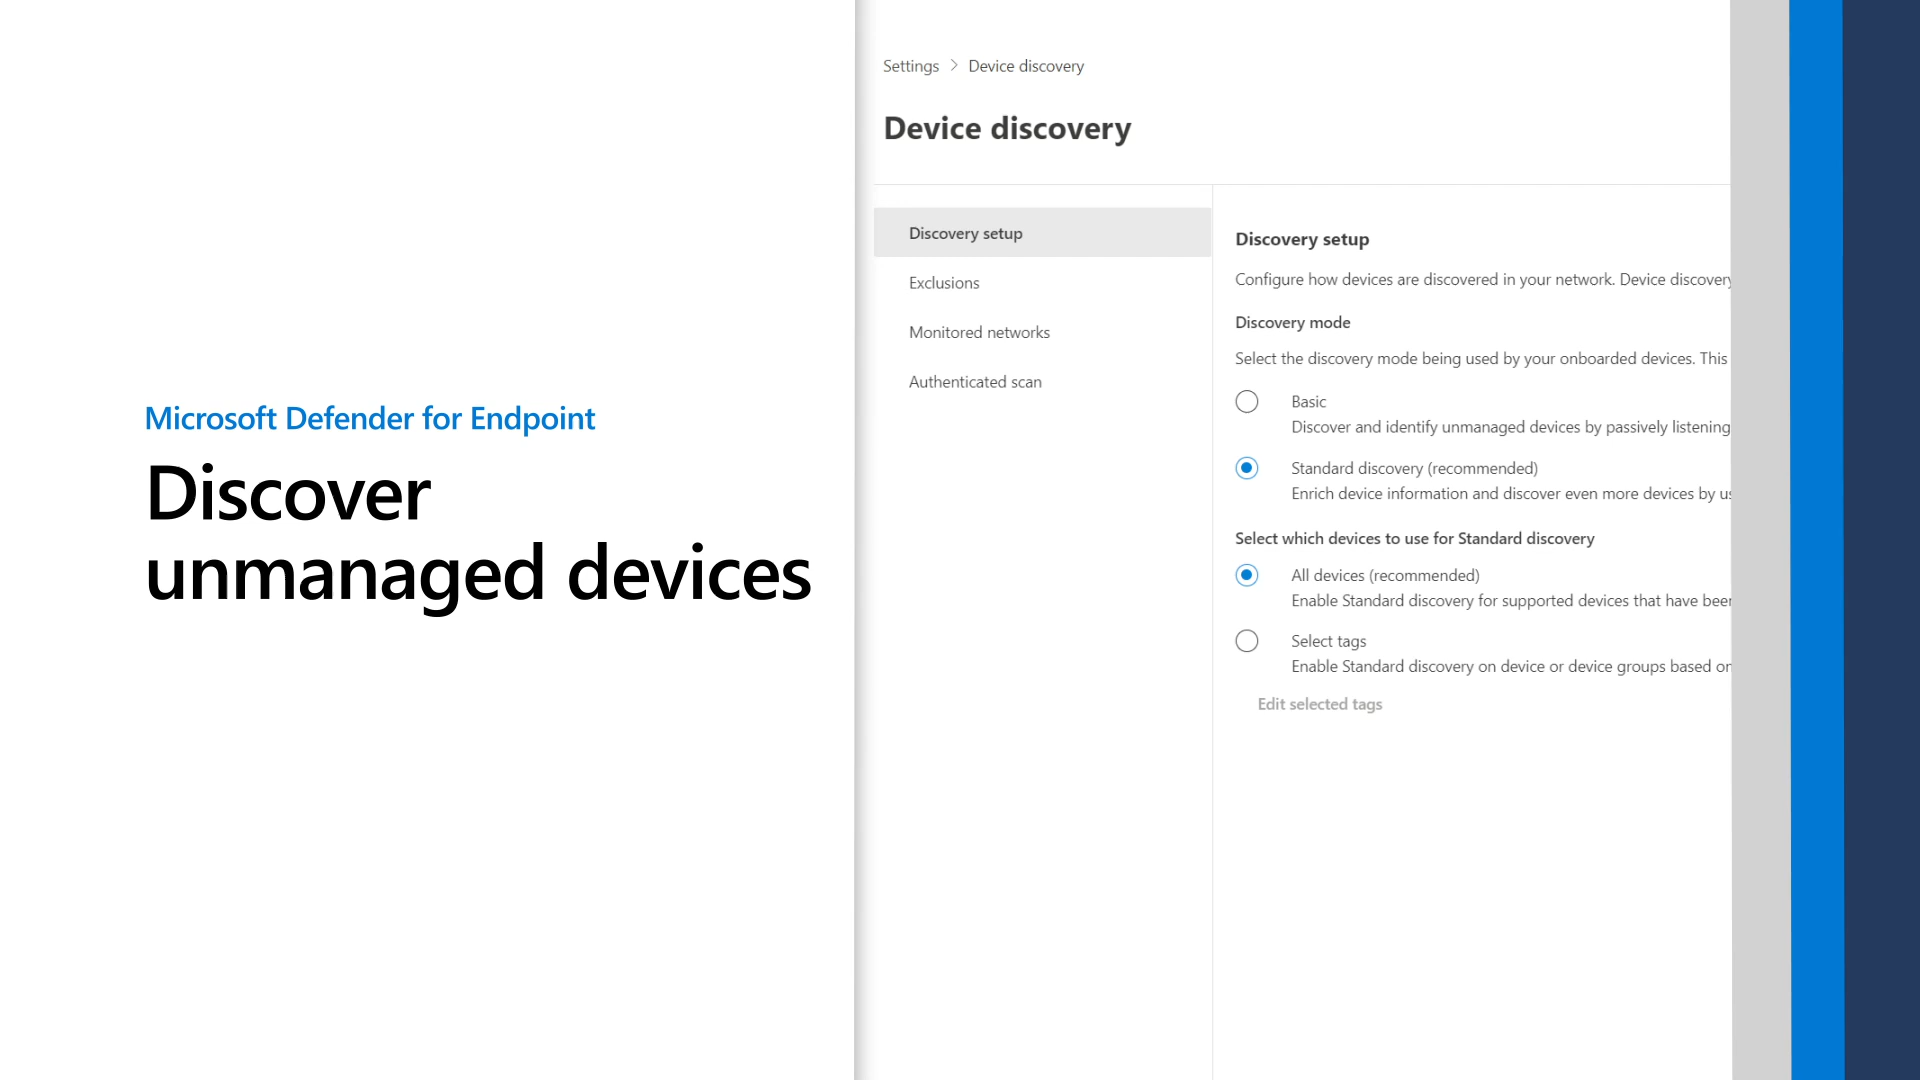 Microsoft Defender for Endpoint
Discover
unmanaged devices
Settings > Device discovery
Device discovery
Discovery setup
Exclusions
Monitored networks
Authenticated scan
Discovery setup
Configure how devices are discovered in your network. Device discovery
Discovery mode
Select the discovery mode being used by your onboarded devices. This
Basic
Discover and identify unmanaged devices by passively listening
Standard discovery (recommended)
Enrich device information and discover even more devices by
Select which devices to use for Standard discovery
All devices (recommended)
Enable Standard discovery for supported devices that have been
Select tags
Enable Standard discovery on device or device groups based on
Edit selected tags